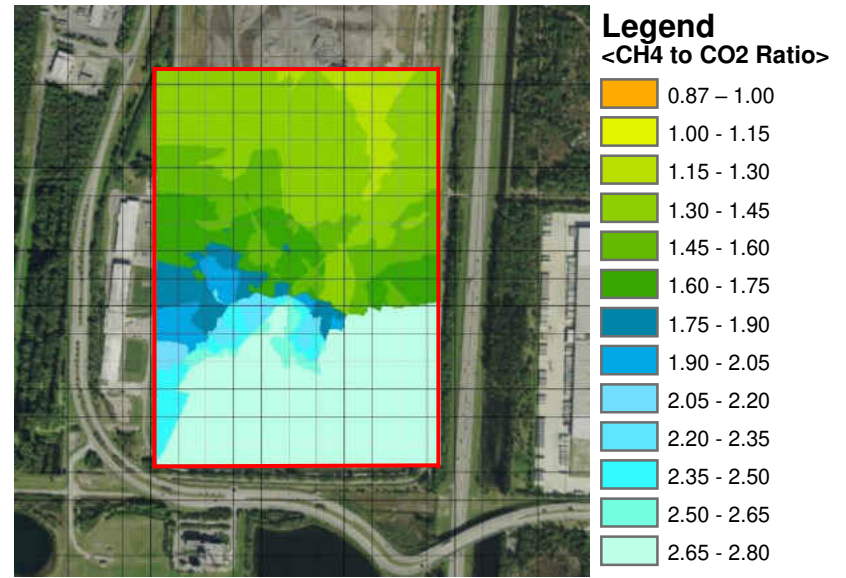 Legend
<CH4 to CO2 Ratio>
0.87 – 1.00
1.00 - 1.15
1.15 - 1.30
1.30 - 1.45
1.45 - 1.60
1.60 - 1.75
1.75 - 1.90
1.90 - 2.05
2.05 - 2.20
2.20 - 2.35
2.35 - 2.50
2.50 - 2.65
2.65 - 2.80